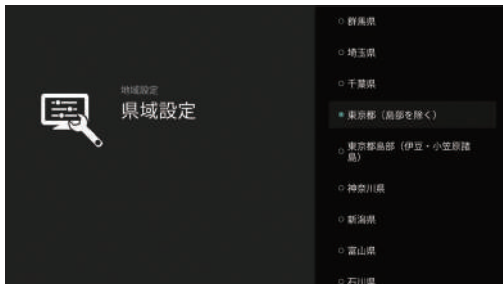 地域設定
県域設定
群馬県
埼玉県
千葉県
東京都（島部を除く）
東京都島部（伊豆・小笠原諸
島）
神奈川県
新潟県
富山県
石川県